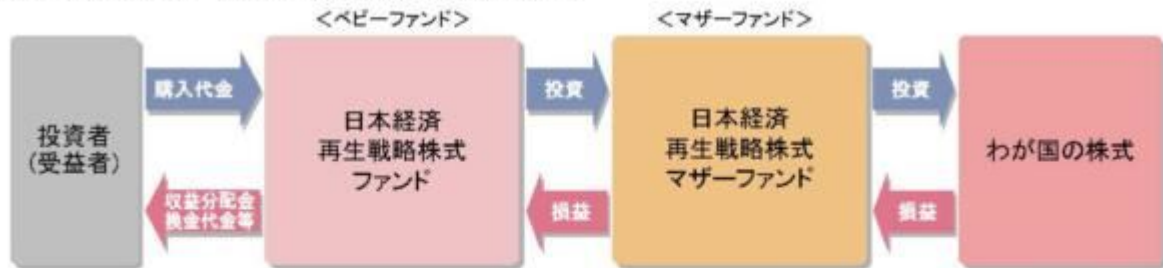 <ベビーファンド>
<マザーファンド>
投資者
(受益者)
購入代金
収益分配金
換金代金等
日本経済
再生戦略株式
ファンド
投資
損益
日本経済
再生戦略株式
マザーファンド
投資
損益
わが国の株式